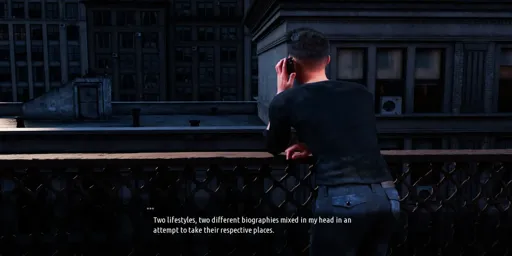 ...
Two lifestyles, two different biographies mixed in my head in an
attempt to take their respective places.